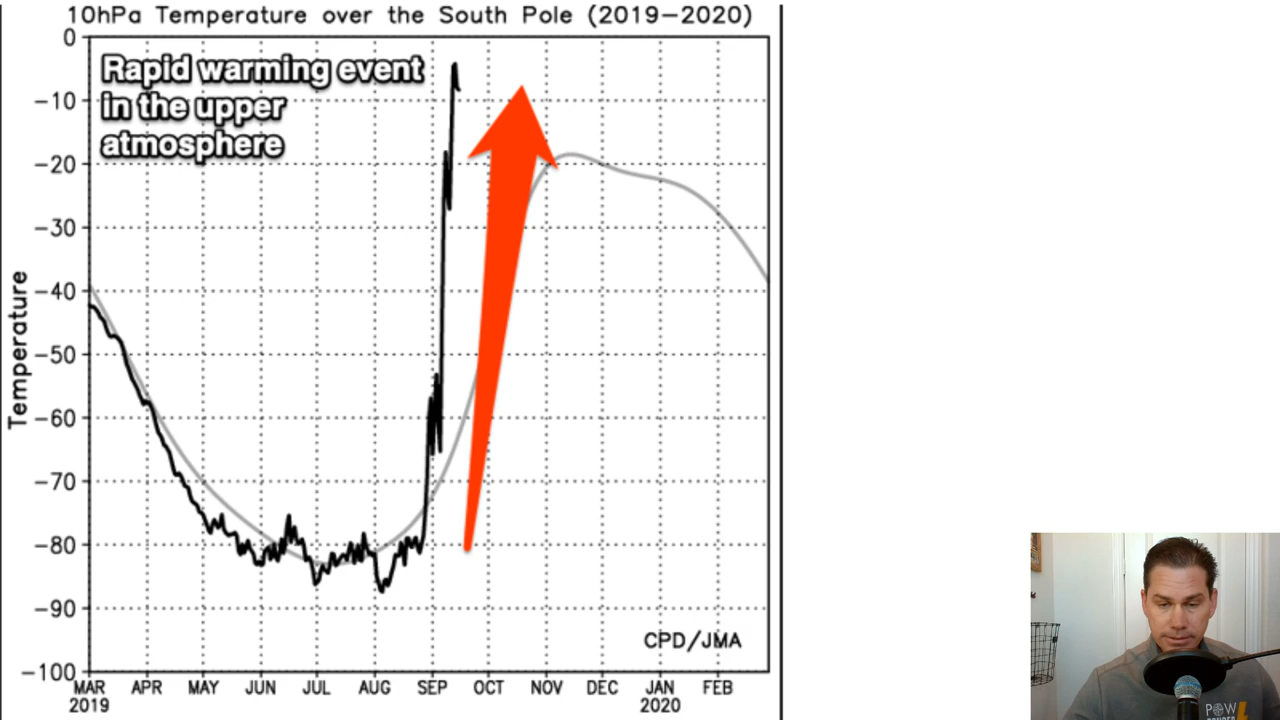 10hPa Temperature over the South Pole (2019-2020)
Rapid warming event
in the upper
atmosphere
Temperature
0
-10
-20
-30
-40
-50
-60
-70
-80
-90
-100
CPD/JMA
MAR APR MAY JUN JUL AUG SEP OCT NOV DEC JAN FEB
2019 2020
POW